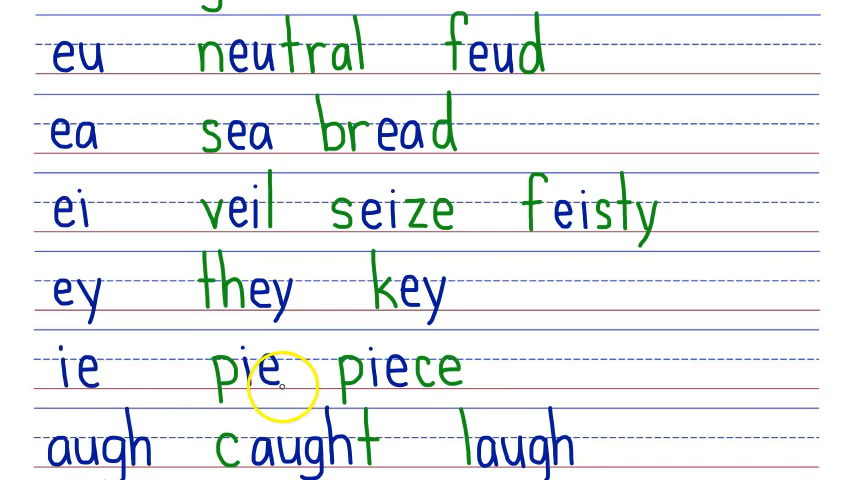 eu neutral feud
ea sea bread
ei veil seize feisty
ey they key
ie pie piece
augh caught laugh